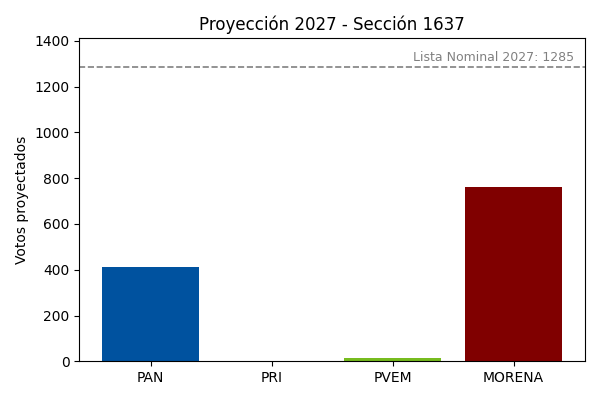 Proyección 2027 - Sección 1637
Lista Nominal 2027: 1285
Votos proyectados
1400
1200
1000
800
600
400
200
0
PAN PRI PVEM MORENA